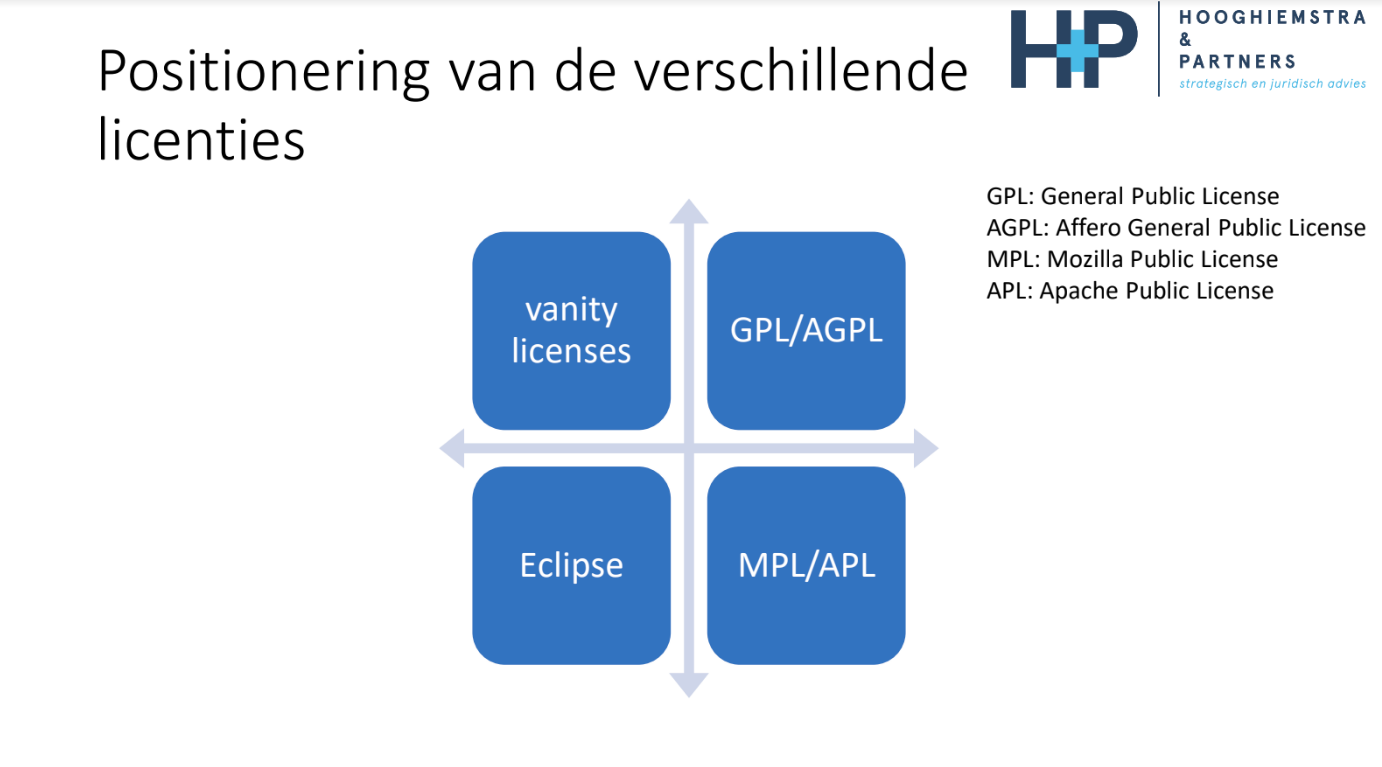 Positionering van de verschillende
licenties
HP
HOOGHIEMSTRA
&
PARTNERS
strategisch en juridisch advies
GPL: General Public License
AGPL: Affero General Public License
MPL: Mozilla Public License
APL: Apache Public License
vanity
licenses
GPL/AGPL
Eclipse
MPL/APL